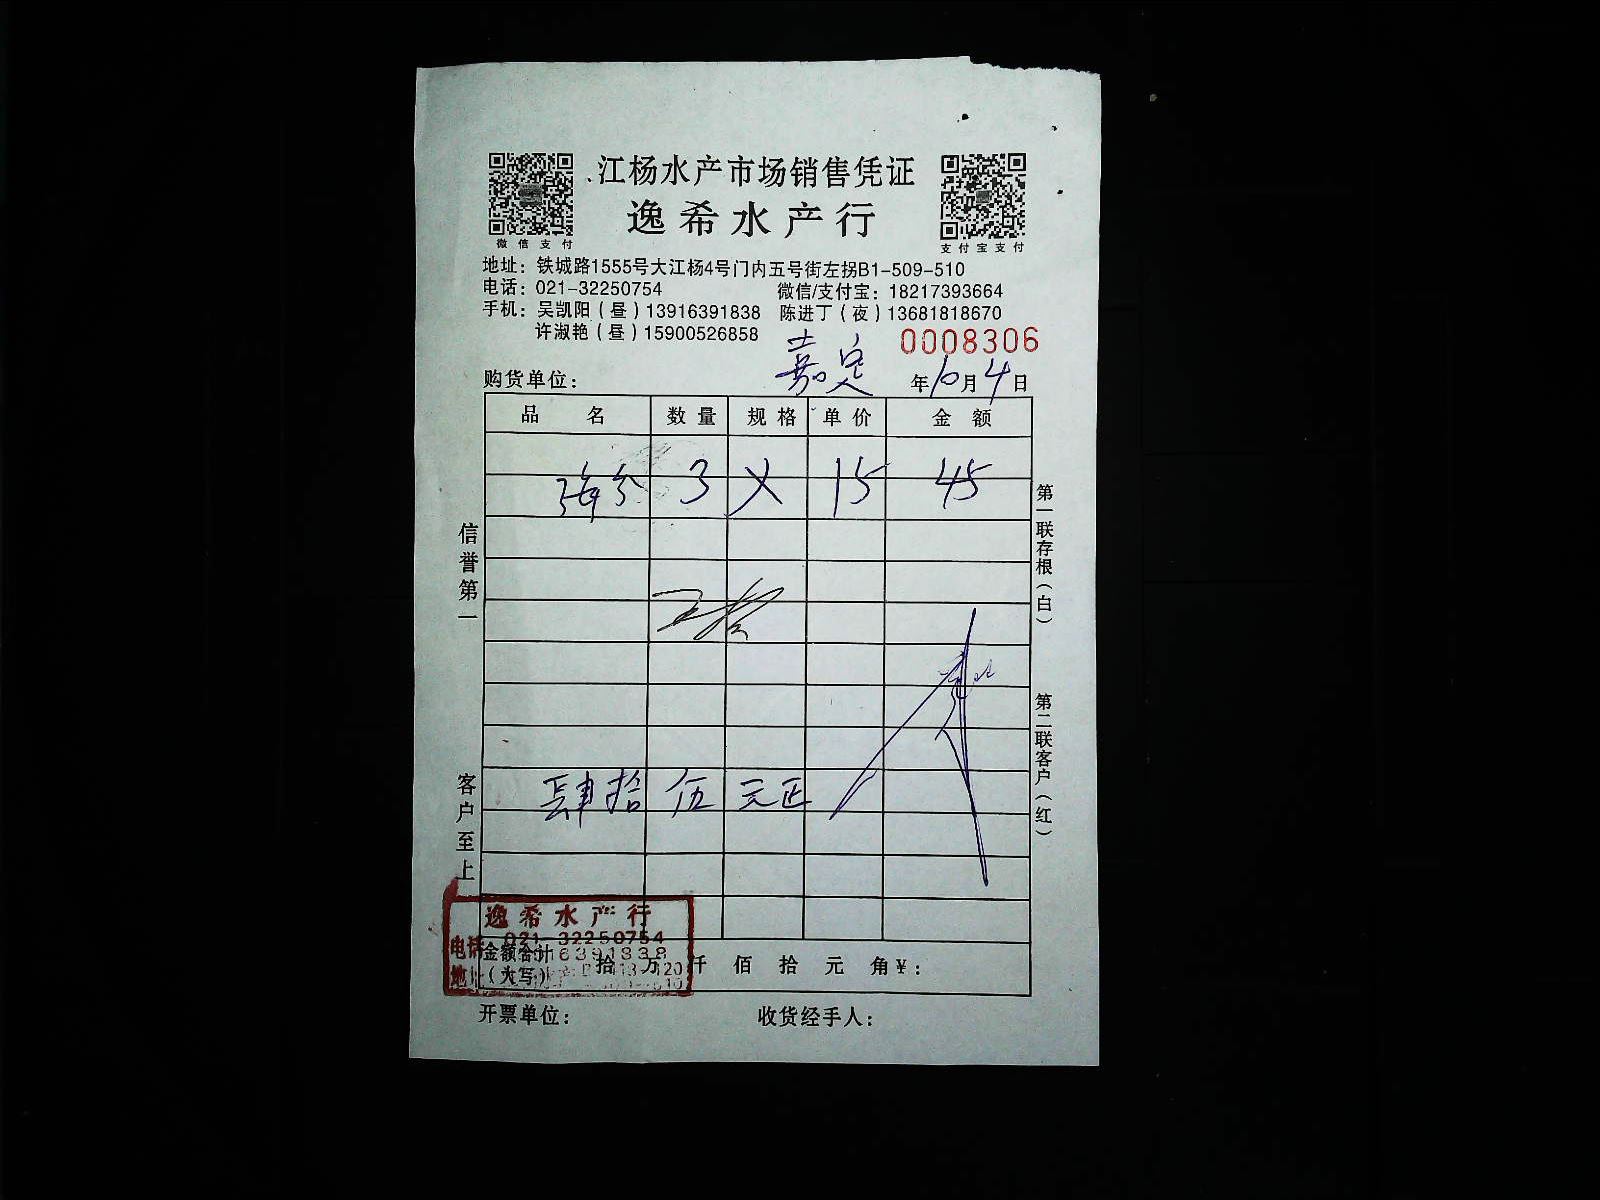 江杨水产市场销售凭证
逸希水产行
微信支付
支付宝支付
地址：铁城路1555号大江杨4号门内五号街左拐B1-509-510
电话：021-32250754 微信/支付宝：18217393664
手机：吴凯阳（昼）13916391838 陈进丁（夜）13681818670
许淑艳（昼）15900526858
0008306
购货单位： 嘉定 年10月4日
品名 数量 规格 单价 金额
3 X 15 45
肆拾伍元正
信誉第一
客户至上
第一联存根（白）
第二联客户（红）
逸希水产行
电话 021-32250754
金额合计
（大写） 拾万仟佰拾元角¥：
开票单位： 收货经手人：